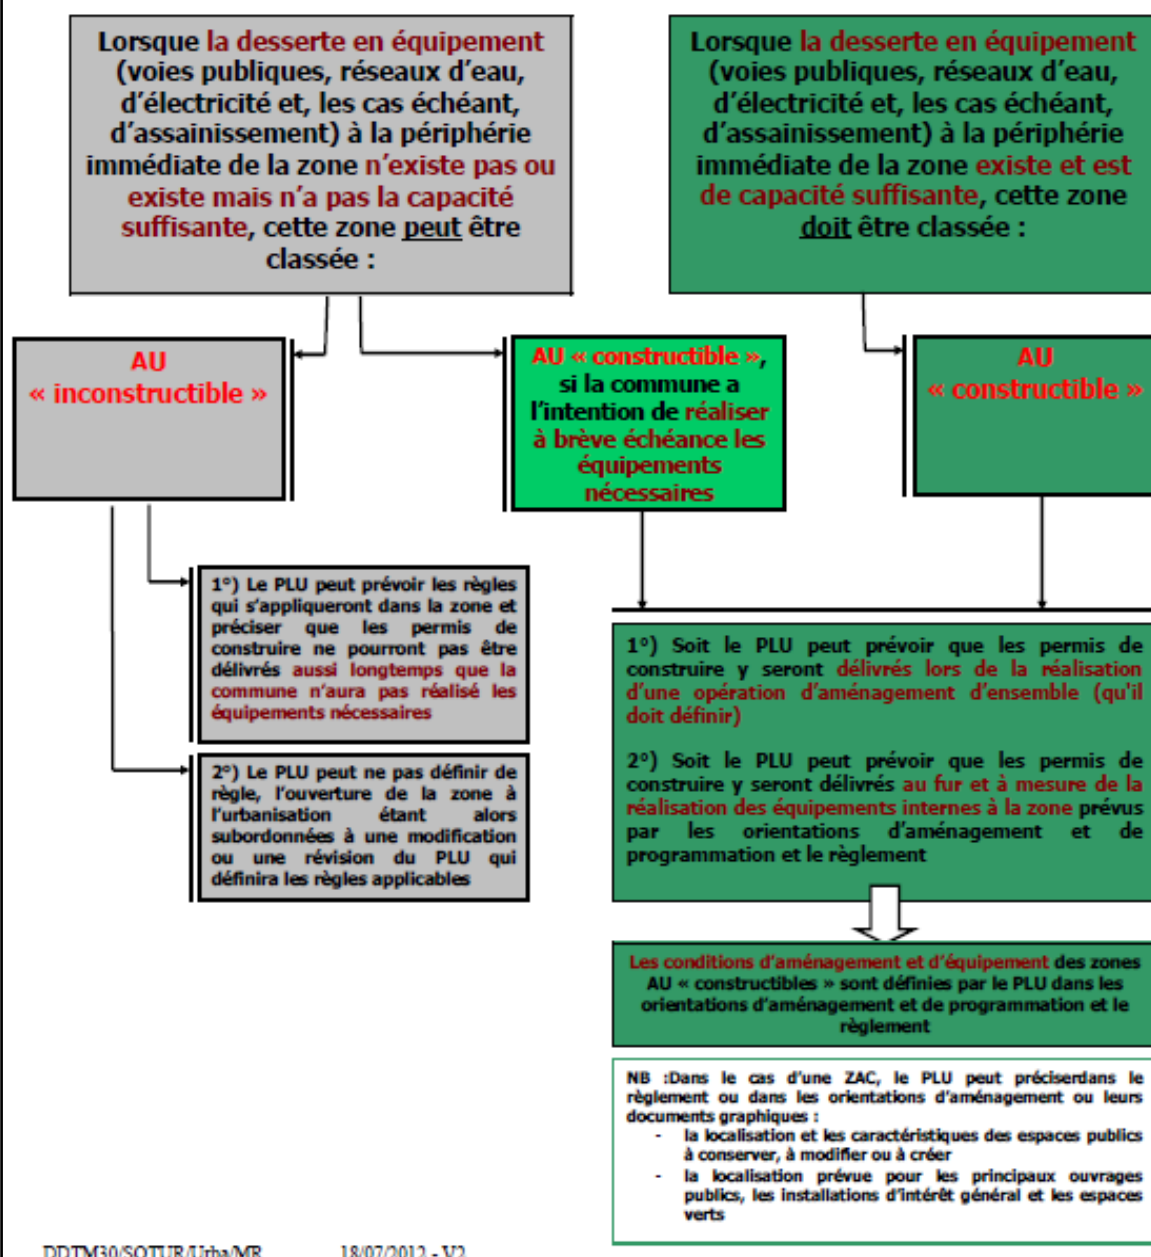 Lorsque la desserte en équipement
(voies publiques, réseaux d'eau,
d'électricité et, les cas échéant,
d'assainissement) à la périphérie
immédiate de la zone n'existe pas ou
existe mais n'a pas la capacité
suffisante, cette zone peut être
classée :
Lorsque la desserte en équipement
(voies publiques, réseaux d'eau,
d'électricité et, les cas échéant,
d'assainissement) à la périphérie
immédiate de la zone existe et est
de capacité suffisante, cette zone
doit être classée :
AU
« inconstructible »
AU « constructible »,
si la commune a
l'intention de réaliser
à brève échéance les
équipements
nécessaires
AU
« constructible »
1°) Le PLU peut prévoir les règles
qui s'appliqueront dans la zone et
préciser que les permis de
construire ne pourront pas être
délivrés aussi longtemps que la
commune n'aura pas réalisé les
équipements nécessaires
2°) Le PLU peut ne pas définir de
règle, l'ouverture de la zone à
l'urbanisation étant alors
subordonnées à une modification
ou une révision du PLU qui
définira les règles applicables
1°) Soit le PLU peut prévoir que les permis de
construire y seront délivrés lors de la réalisation
d'une opération d'aménagement d'ensemble (qu'il
doit définir)
2°) Soit le PLU peut prévoir que les permis de
construire y seront délivrés au fur et à mesure de la
réalisation des équipements internes à la zone prévus
par les orientations d'aménagement et de
programmation et le règlement
Les conditions d'aménagement et d'équipement des zones
AU « constructibles » sont définies par le PLU dans les
orientations d'aménagement et de programmation et le
règlement
NB :Dans le cas d'une ZAC, le PLU peut préciserdans le
règlement ou dans les orientations d'aménagement ou leurs
documents graphiques :
- la localisation et les caractéristiques des espaces publics
à conserver, à modifier ou à créer
- la localisation prévue pour les principaux ouvrages
publics, les installations d'intérêt général et les espaces
verts
DDTM30/SOTUR/Urba/MR 18/07/2012 - V2